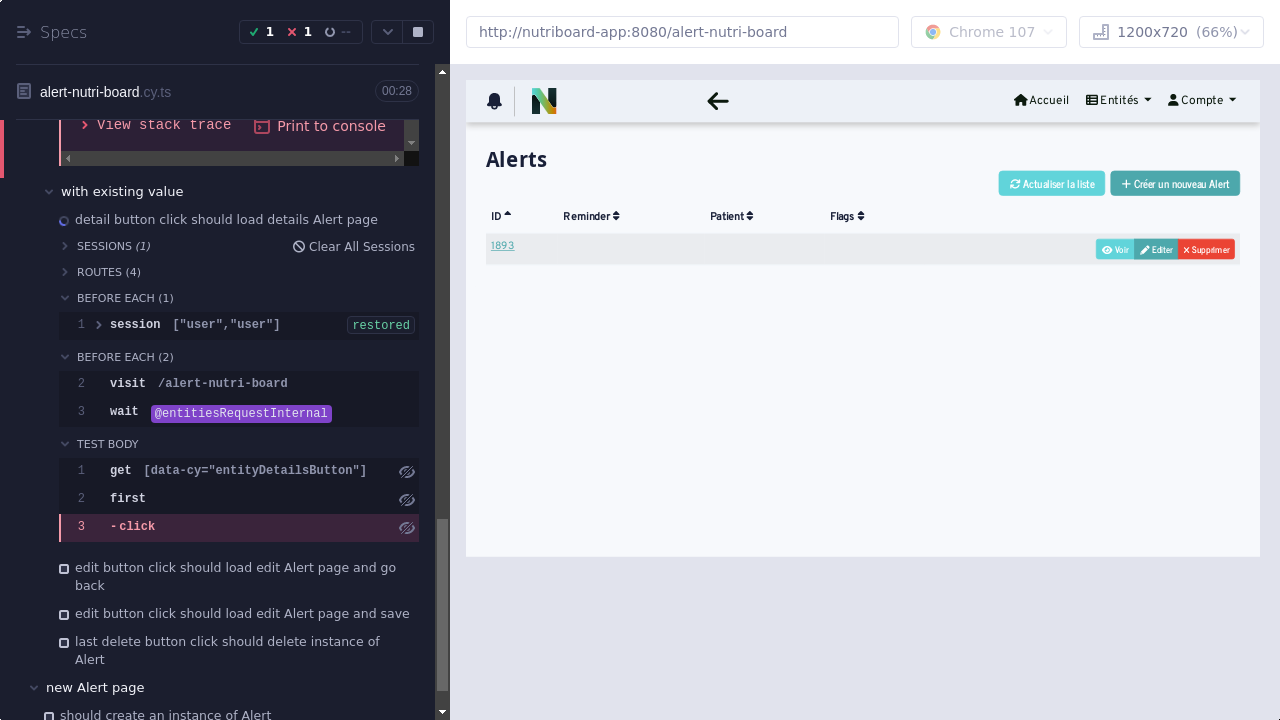 Specs
1
1
--
alert-nutri-board.cy.ts
00:28
View stack trace
Print to console
with existing value
detail button click should load details Alert page
SESSIONS (1)
Clear All Sessions
ROUTES (4)
BEFORE EACH (1)
1 session ["user","user"] restored
BEFORE EACH (2)
2 visit /alert-nutri-board
3 wait @entitiesRequestInternal
TEST BODY
1 get [data-cy="entityDetailsButton"]
2 first
3 -click
edit button click should load edit Alert page and go
back
edit button click should load edit Alert page and save
last delete button click should delete instance of
Alert
new Alert page
should create an instance of Alert
http://nutriboard-app:8080/alert-nutri-board
Chrome 107
1200x720 (66%)
Accueil
Entités
Compte
Alerts
Actualiser la liste
Créer un nouveau Alert
ID Reminder Patient Flags
1893
Voir
Editer
Supprimer